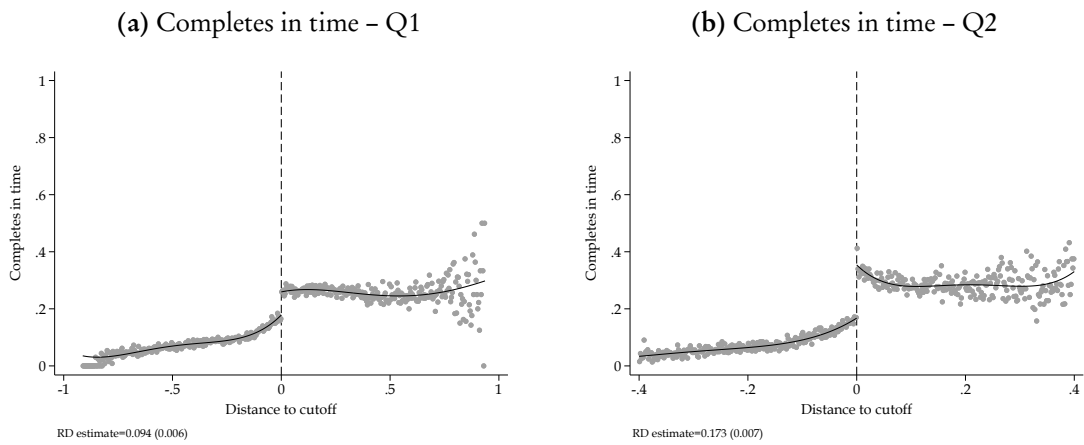 (a) Completes in time – Q1
1
.8
.6
.4
.2
0
Completes in time
-1
-.5
0
.5
1
Distance to cutoff
RD estimate=0.094 (0.006)
(b) Completes in time – Q2
1
.8
.6
.4
.2
0
Completes in time
-.4
-.2
0
.2
.4
Distance to cutoff
RD estimate=0.173 (0.007)